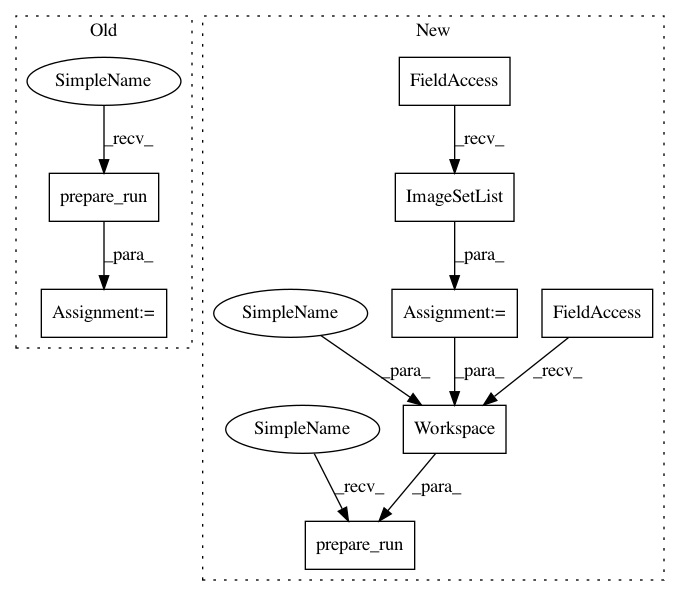 Old
SimpleName
_recv_
prepare_run
_para_
Assignment:=
New
FieldAccess
_recv_
ImageSetList
_para_
SimpleName
Assignment:=
FieldAccess
_para_
_para_
_recv_
SimpleName
Workspace
_recv_
_para_
prepare_run